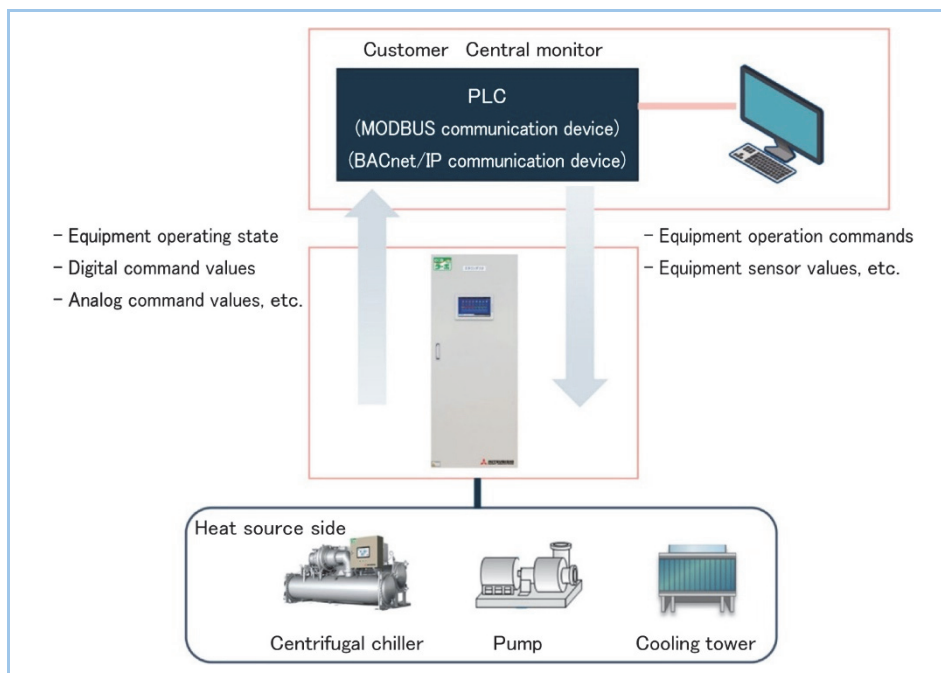 Customer Central monitor
PLC
(MODBUS communication device)
(BACnet/IP communication device)
- Equipment operating state
- Digital command values
- Analog command values, etc.
- Equipment operation commands
- Equipment sensor values, etc.
Heat source side
Centrifugal chiller
Pump
Cooling tower